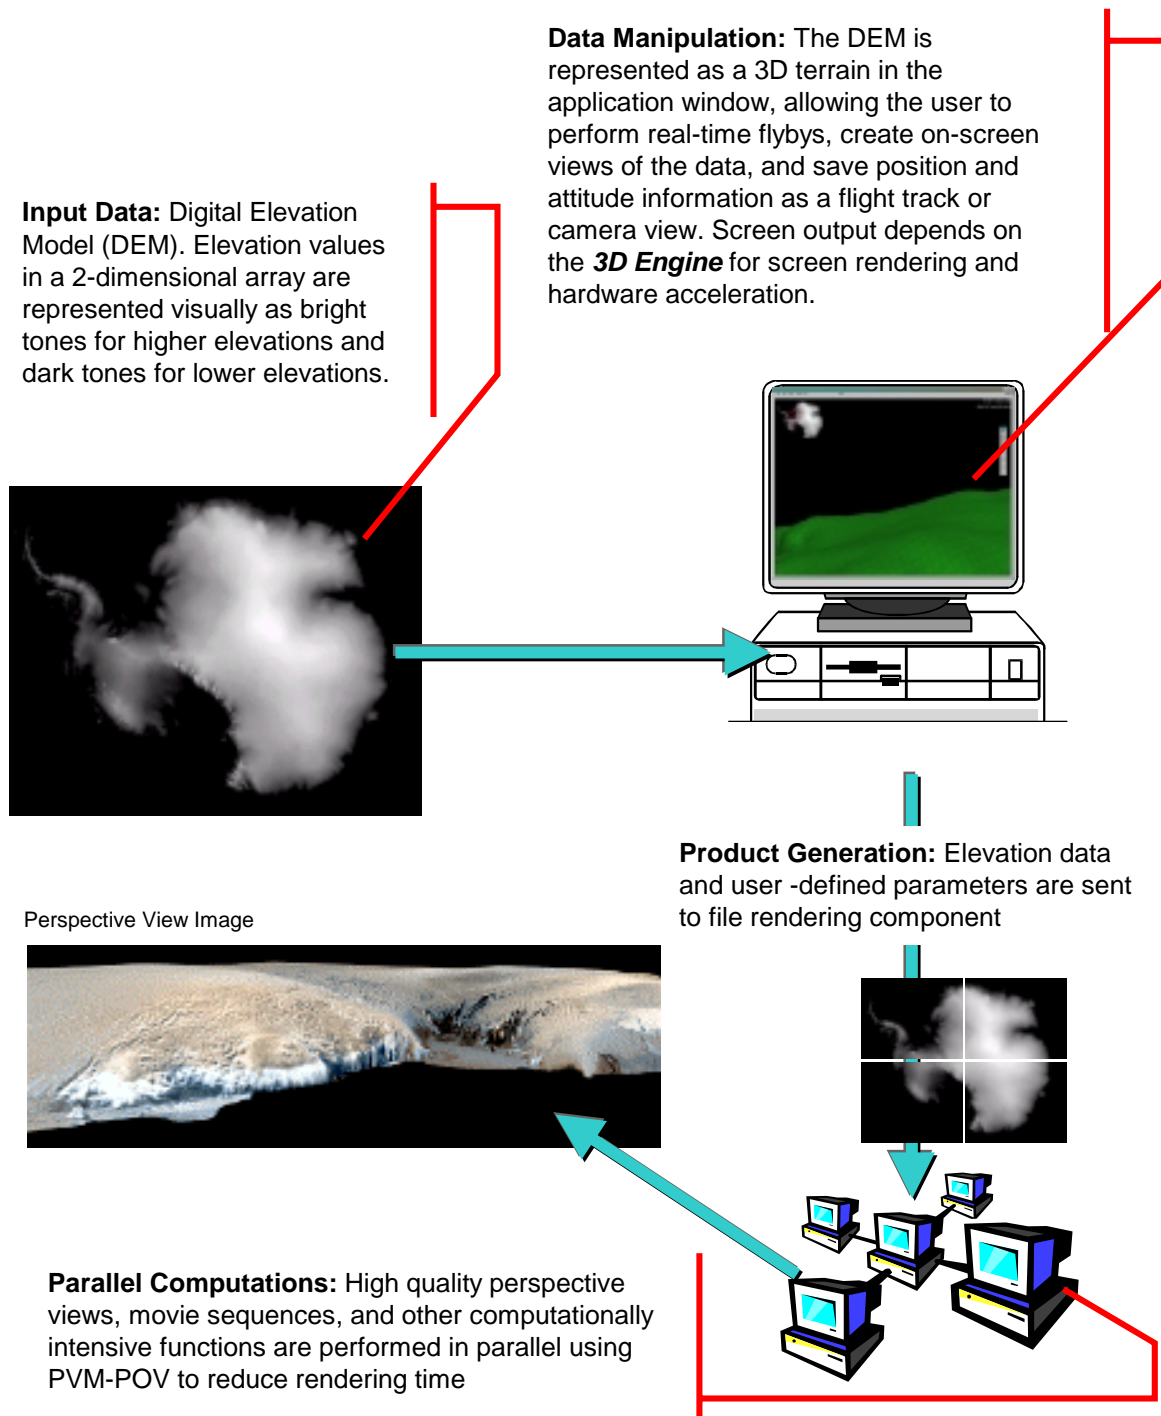 Data Manipulation: The DEM is
represented as a 3D terrain in the
application window, allowing the user to
perform real-time flybys, create on-screen
views of the data, and save position and
attitude information as a flight track or
camera view. Screen output depends on
the 3D Engine for screen rendering and
hardware acceleration.
Input Data: Digital Elevation
Model (DEM). Elevation values
in a 2-dimensional array are
represented visually as bright
tones for higher elevations and
dark tones for lower elevations.
Product Generation: Elevation data
and user -defined parameters are sent
to file rendering component
Perspective View Image
Parallel Computations: High quality perspective
views, movie sequences, and other computationally
intensive functions are performed in parallel using
PVM-POV to reduce rendering time